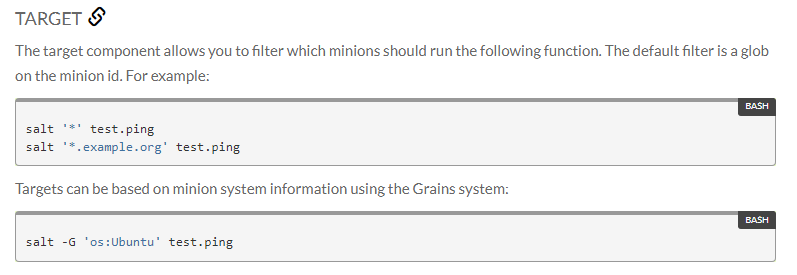 TARGET
The target component allows you to filter which minions should run the following function. The default filter is a glob
on the minion id. For example:
BASH
salt '*' test.ping
salt '*.example.org' test.ping
Targets can be based on minion system information using the Grains system:
BASH
salt -G 'os:Ubuntu' test.ping